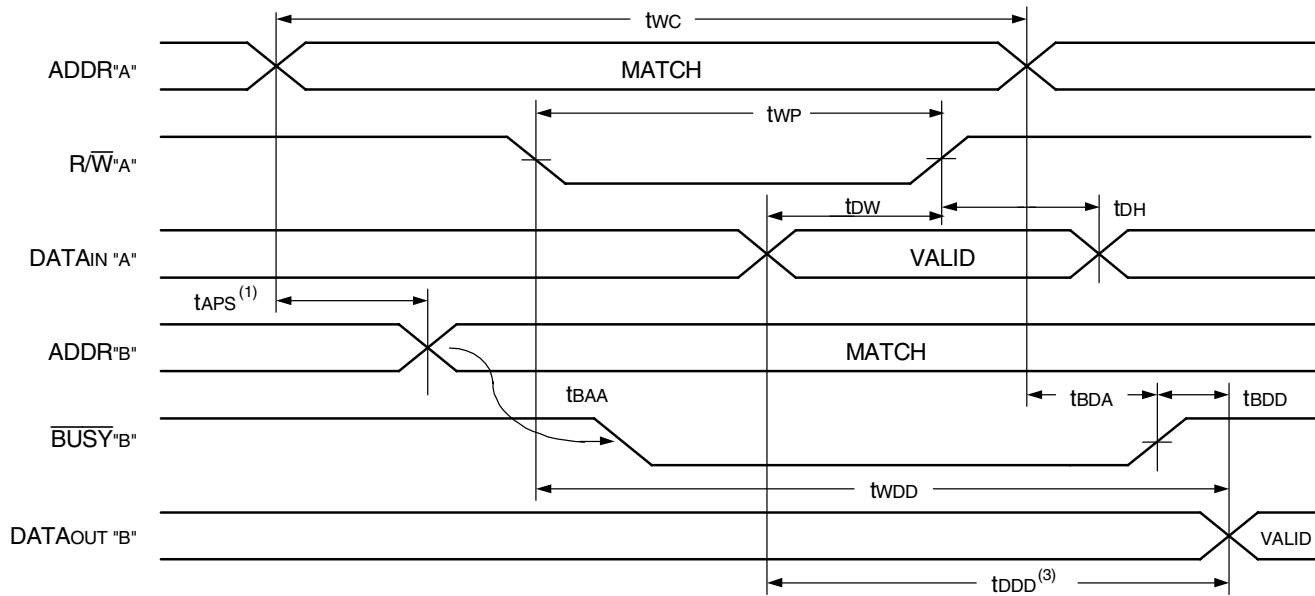 tWC
ADDR"A"
MATCH
tWP
R/W̅"A"
tDW
tDH
DATAIN "A"
VALID
tAPS(1)
ADDR"B"
MATCH
tBAA
tBDA
tBDD
B̅U̅S̅Y̅"B"
tWDD
DATAOUT "B"
VALID
tDDD(3)